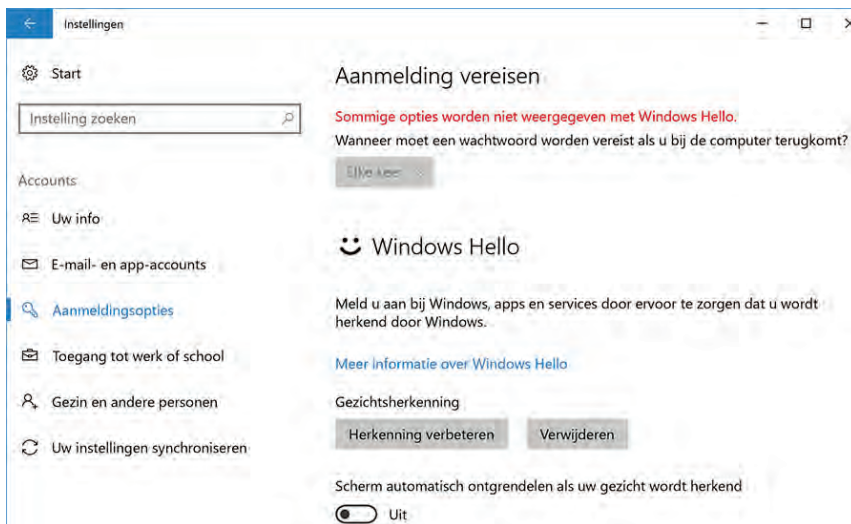 Instellingen
Start
Instelling zoeken
Accounts
Uw info
E-mail- en app-accounts
Aanmeldingsopties
Toegang tot werk of school
Gezin en andere personen
Uw instellingen synchroniseren
Aanmelding vereisen
Sommige opties worden niet weergegeven met Windows Hello.
Wanneer moet een wachtwoord worden vereist als u bij de computer terugkomt?
Elke keer
Windows Hello
Meld u aan bij Windows, apps en services door ervoor te zorgen dat u wordt
herkend door Windows.
Meer informatie over Windows Hello
Gezichtsherkenning
Herkenning verbeteren
Verwijderen
Scherm automatisch ontgrendelen als uw gezicht wordt herkend
Uit